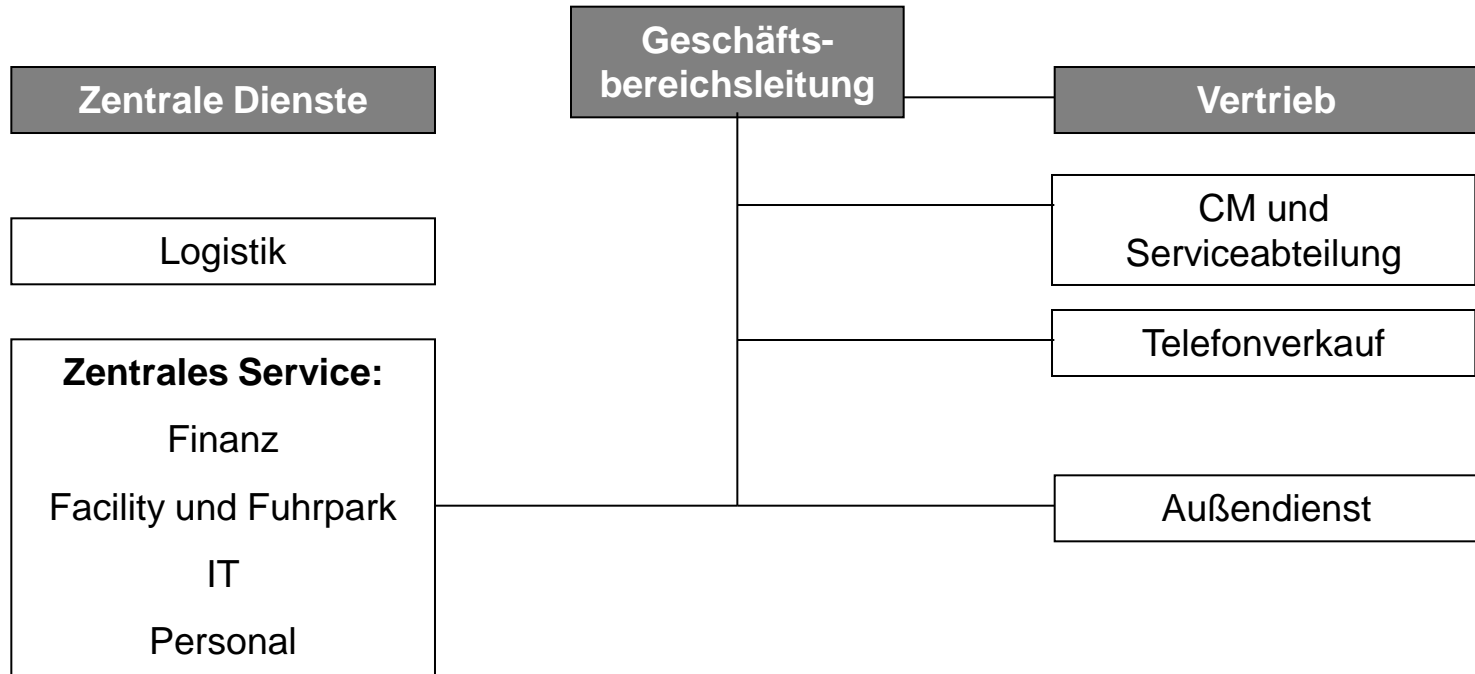 Geschäfts-
bereichsleitung
Zentrale Dienste
Vertrieb
Logistik
CM und
Serviceabteilung
Telefonverkauf
Zentrales Service:
Finanz
Facility und Fuhrpark
IT
Personal
Außendienst